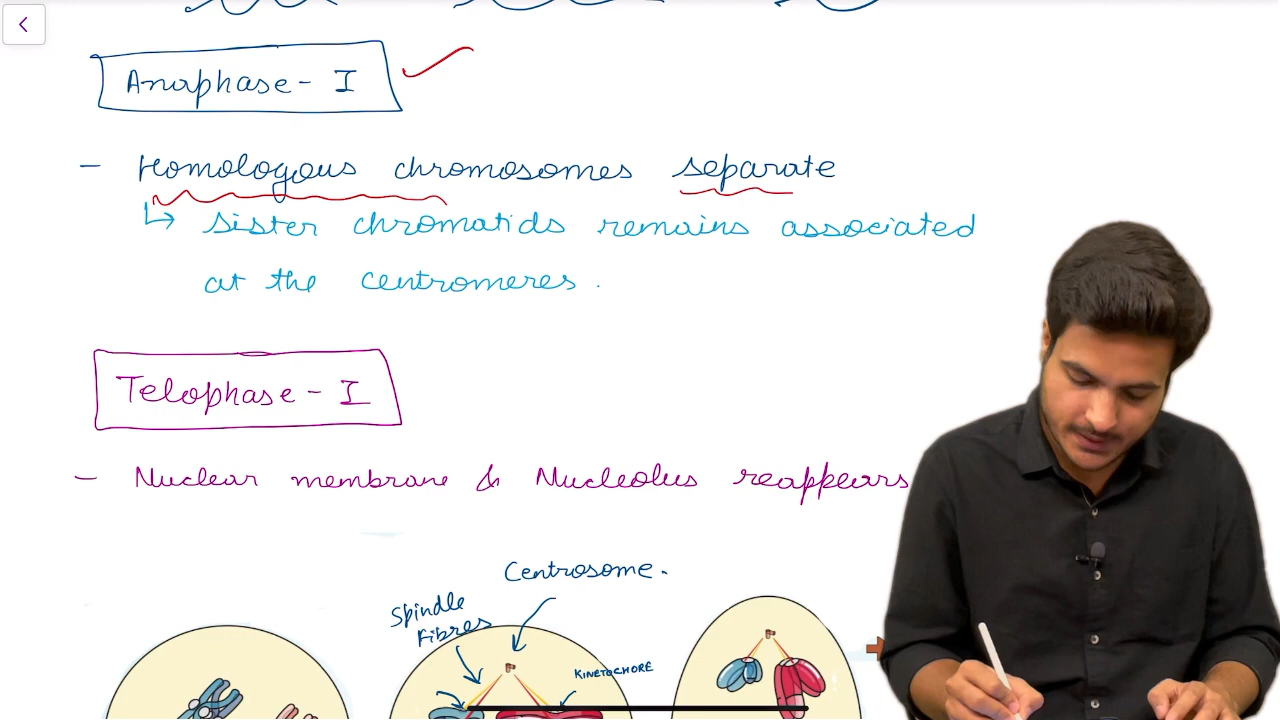 Anaphase - I
- Homologous chromosomes separate
↳ Sister chromatids remains associated
at the centromeres.
Telophase - I
- Nuclear membrane & Nucleolus reappears
Centrosome.
Spindle
Fibres
KINETOCHORE